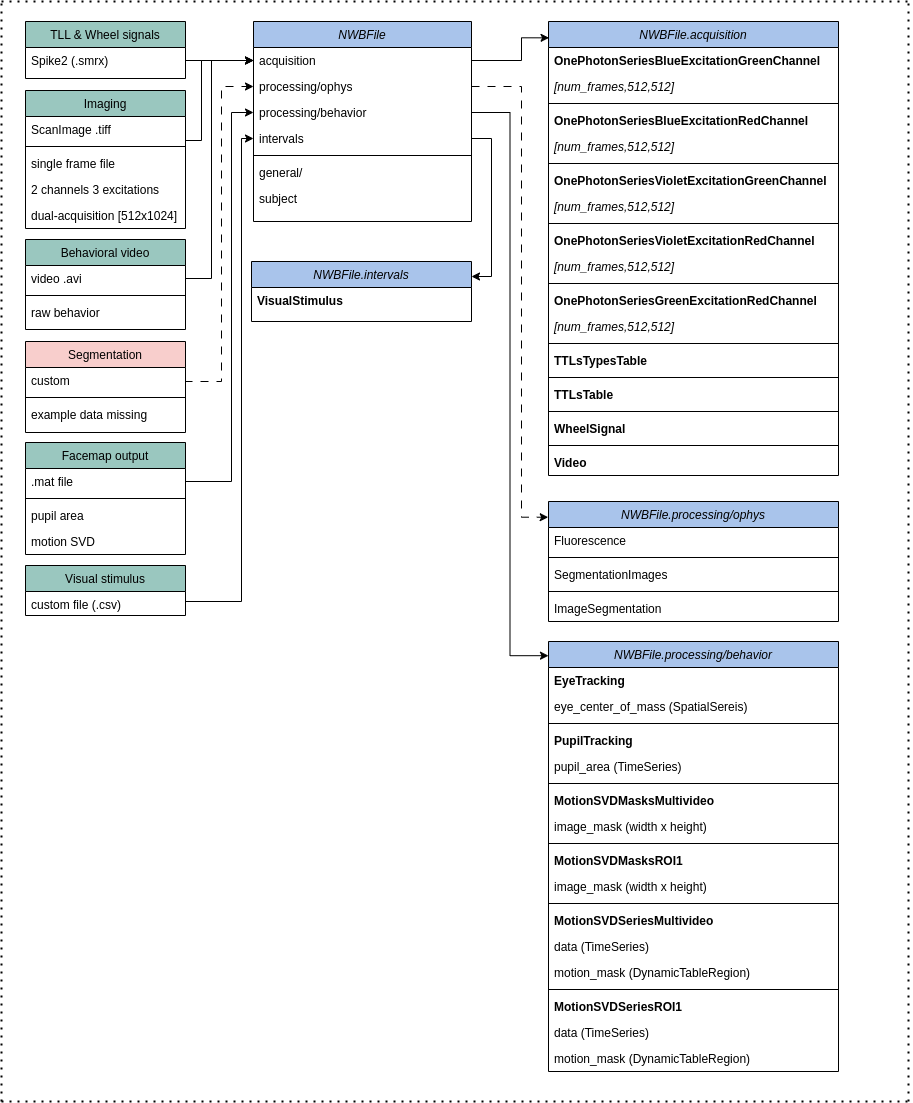 TLL & Wheel signals
Spike2 (.smrx)
Imaging
ScanImage .tiff
single frame file
2 channels 3 excitations
dual-acquisition [512x1024]
Behavioral video
video .avi
raw behavior
Segmentation
custom
example data missing
Facemap output
.mat file
pupil area
motion SVD
Visual stimulus
custom file (.csv)
NWBFile
acquisition
processing/ophys
processing/behavior
intervals
general/
subject
NWBFile.intervals
VisualStimulus
NWBFile.acquisition
OnePhotonSeriesBlueExcitationGreenChannel
[num_frames,512,512]
OnePhotonSeriesBlueExcitationRedChannel
[num_frames,512,512]
OnePhotonSeriesVioletExcitationGreenChannel
[num_frames,512,512]
OnePhotonSeriesVioletExcitationRedChannel
[num_frames,512,512]
OnePhotonSeriesGreenExcitationRedChannel
[num_frames,512,512]
TTLsTypesTable
TTLsTable
WheelSignal
Video
NWBFile.processing/ophys
Fluorescence
SegmentationImages
ImageSegmentation
NWBFile.processing/behavior
EyeTracking
eye_center_of_mass (SpatialSereis)
PupilTracking
pupil_area (TimeSeries)
MotionSVDMasksMultivideo
image_mask (width x height)
MotionSVDMasksROI1
image_mask (width x height)
MotionSVDSeriesMultivideo
data (TimeSeries)
motion_mask (DynamicTableRegion)
MotionSVDSeriesROI1
data (TimeSeries)
motion_mask (DynamicTableRegion)